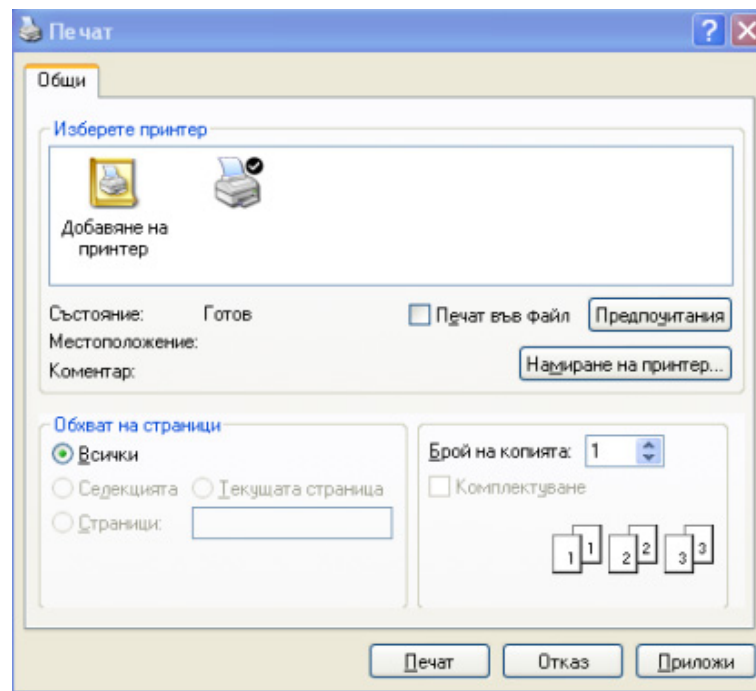 Печат
Общи
Изберете принтер
Добавяне на
принтер
Състояние: Готов
Печат във файл
Предпочитания
Местоположение:
Коментар:
Намиране на принтер...
Обхват на страници
Всички
Селекцията Текущата страница
Страници:
Брой на копията: 1
Комплектуване
1 1 2 2 3 3
Печат Отказ Приложи